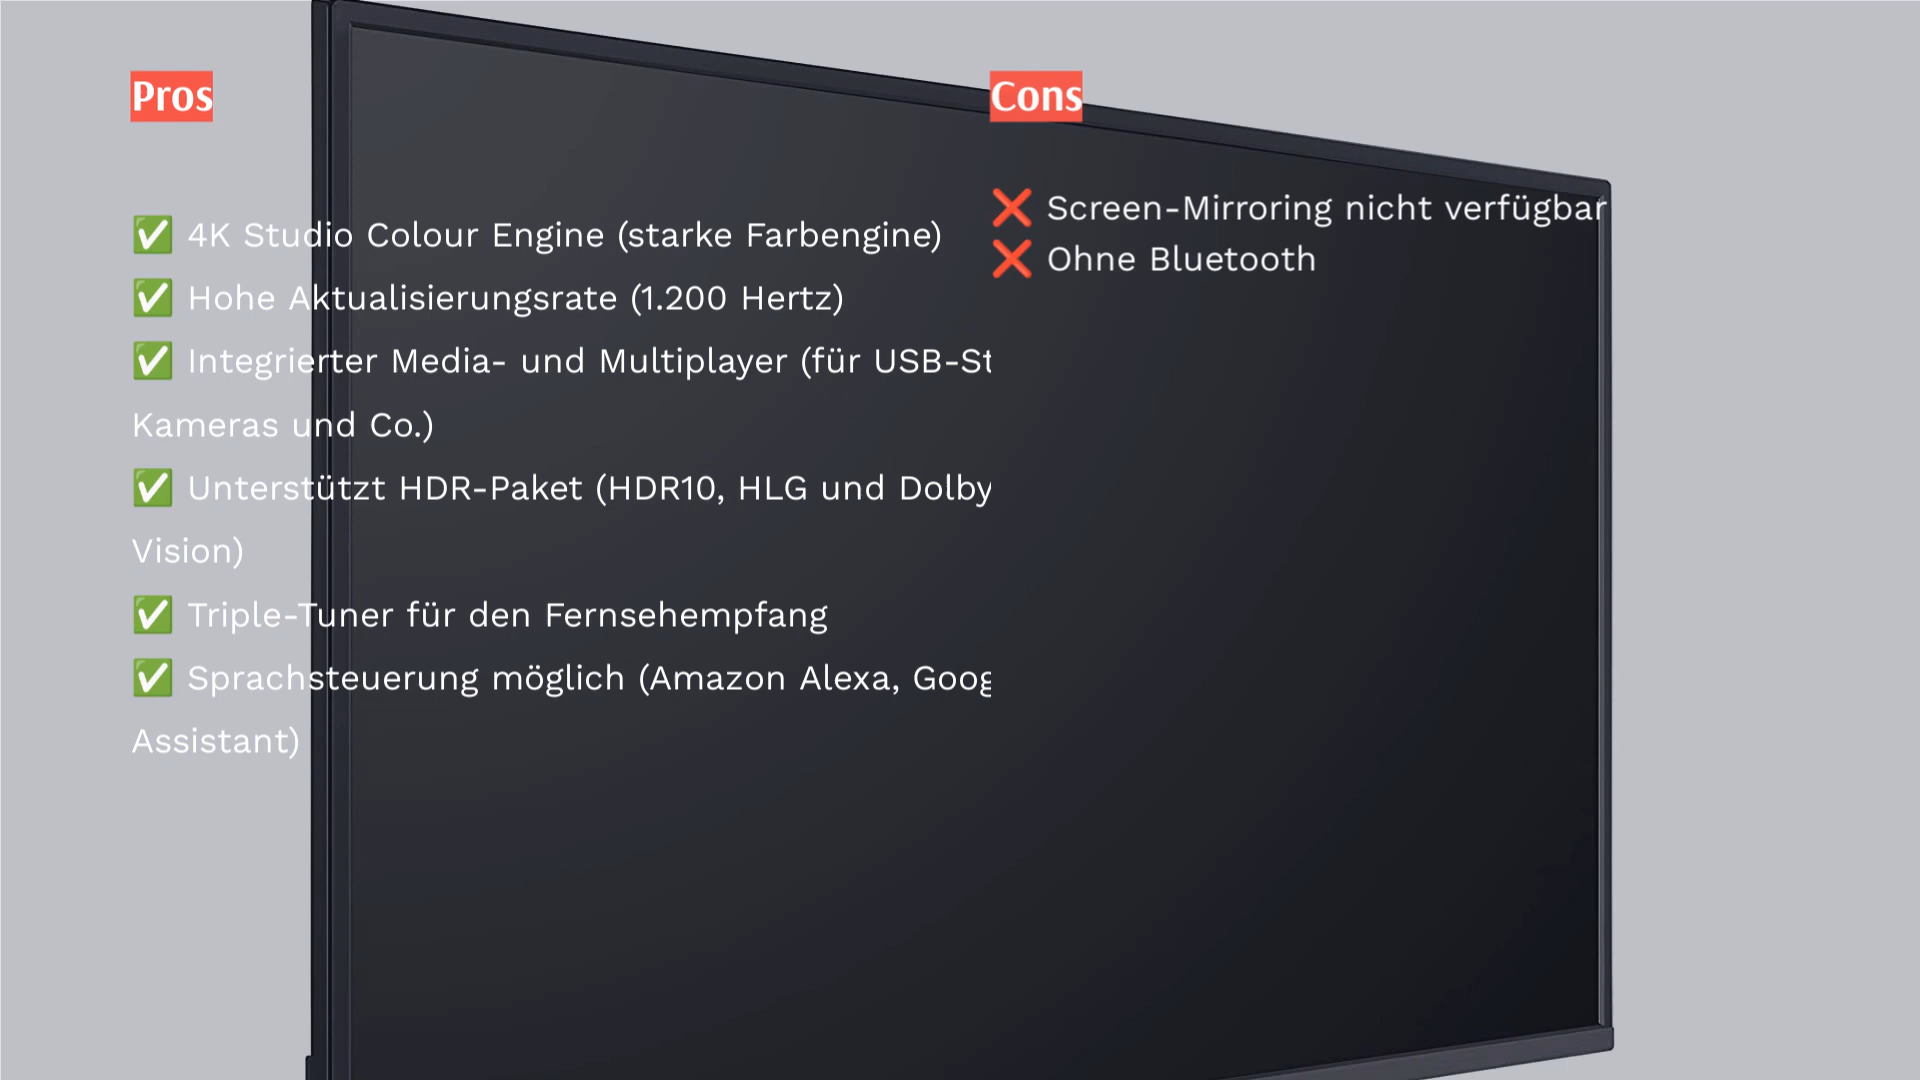 Pros
✅ 4K Studio Colour Engine (starke Farbengine)
✅ Hohe Aktualisierungsrate (1.200 Hertz)
✅ Integrierter Media- und Multiplayer (für USB-St
Kameras und Co.)
✅ Unterstützt HDR-Paket (HDR10, HLG und Dolby
Vision)
✅ Triple-Tuner für den Fernsehempfang
✅ Sprachsteuerung möglich (Amazon Alexa, Goog
Assistant)
Cons
❌ Screen-Mirroring nicht verfügbar
❌ Ohne Bluetooth